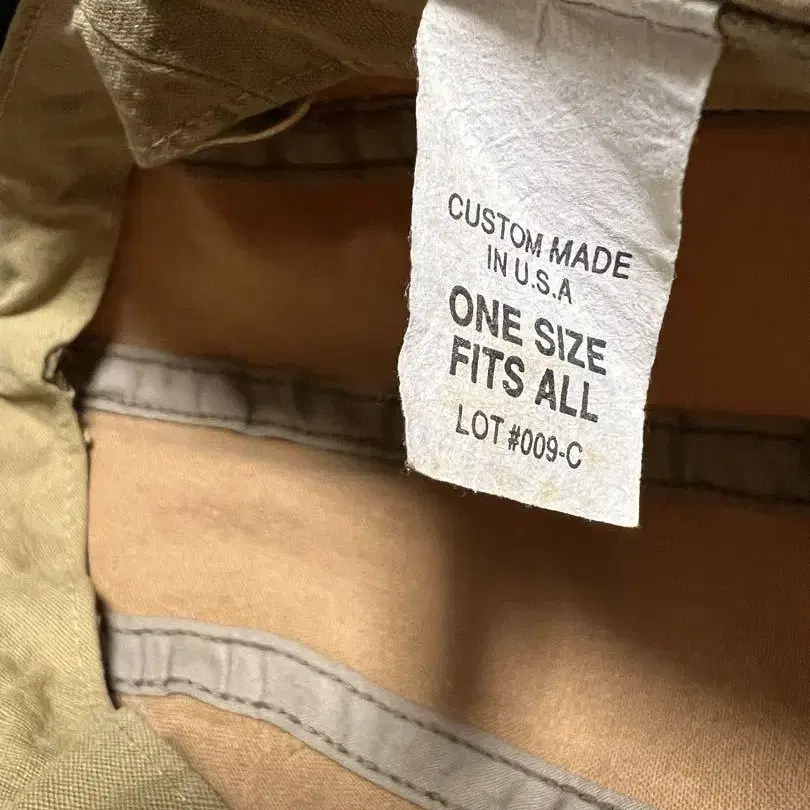 CUSTOM MADE
IN U.S.A
ONE SIZE
FITS ALL
LOT #009-C